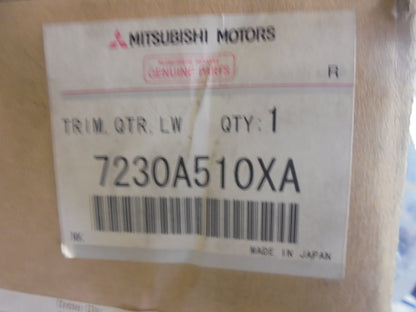 MITSUBISHI MOTORS
GENUINE PARTS
R
TRIM, QTR, LW QTY:1
7230A510XA
MADE IN JAPAN